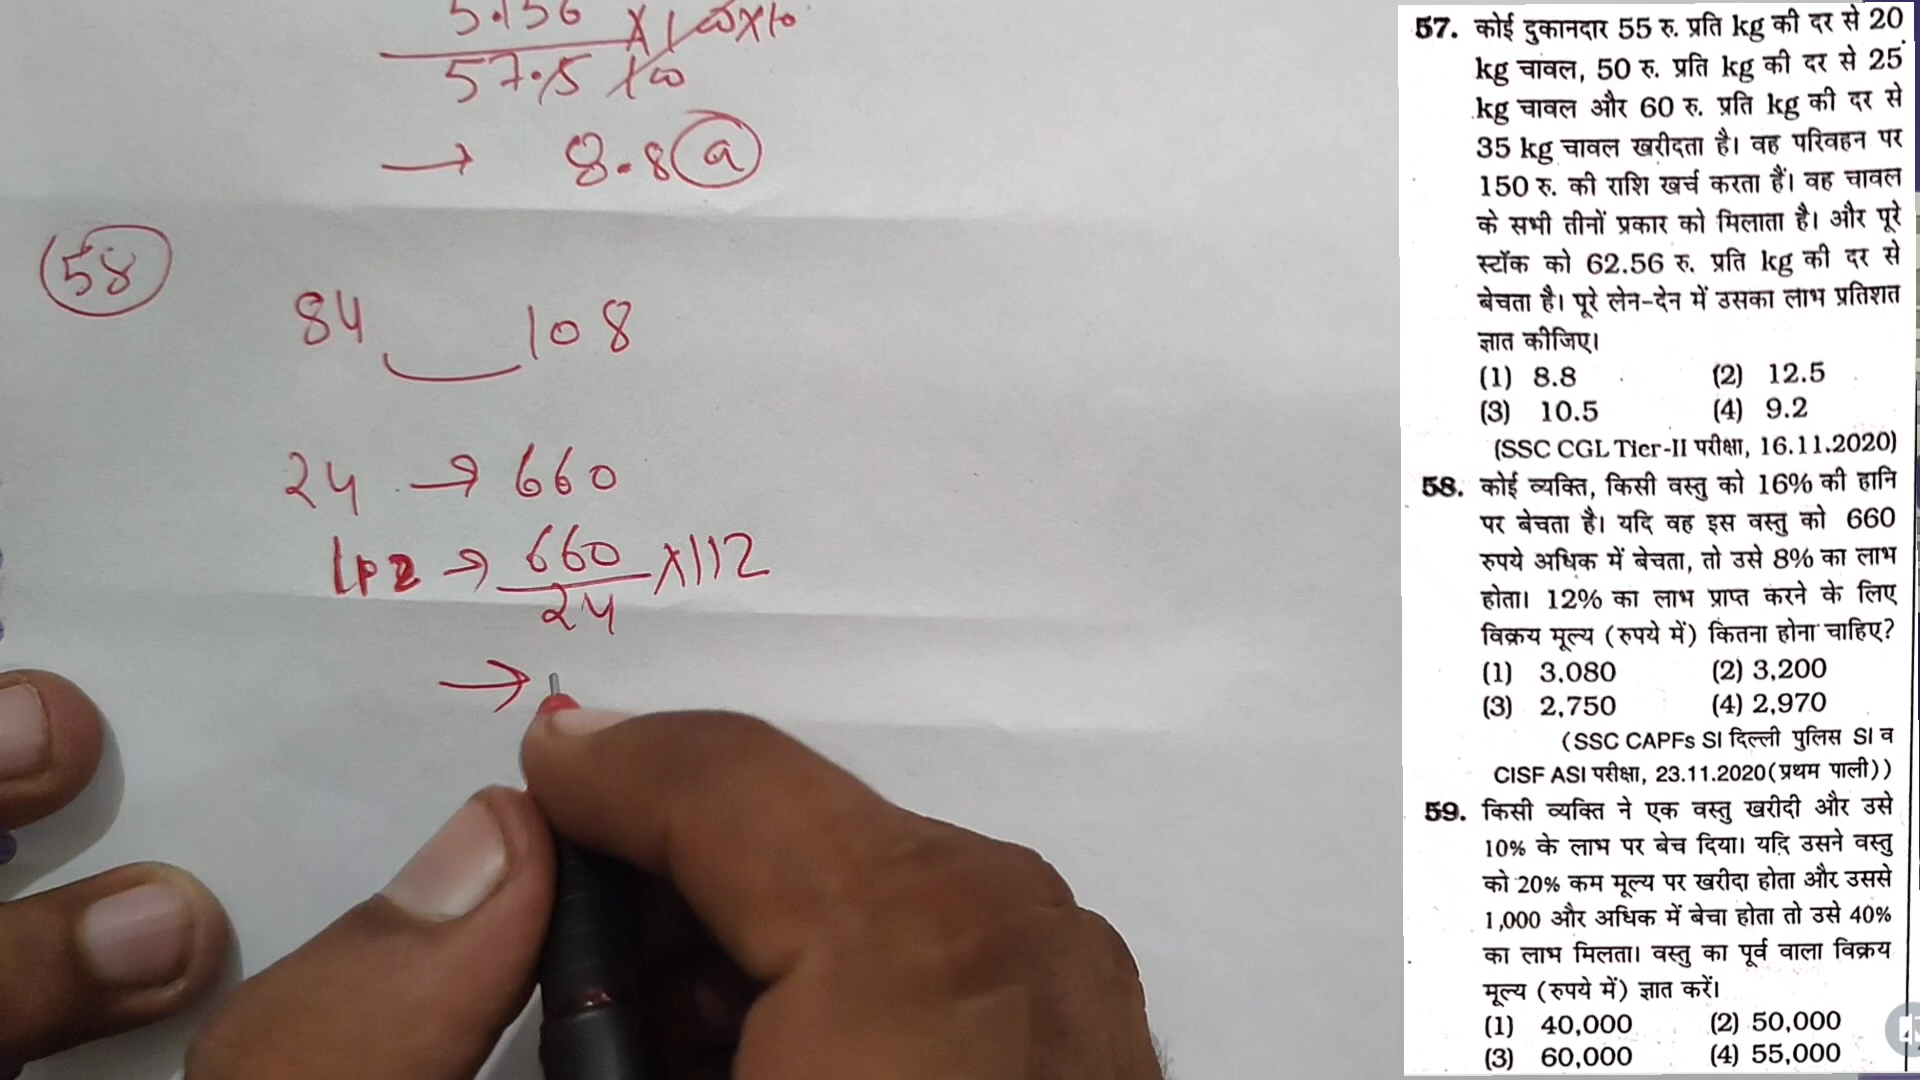 5.156 × 100 × 10
57.5 × 10
→ 8.8 (a)
(58)
84 108
24 → 660
112 → 660/24 × 112
→
57. कोई दुकानदार 55 रु. प्रति kg की दर से 20
kg चावल, 50 रु. प्रति kg की दर से 25
kg चावल और 60 रु. प्रति kg की दर से
35 kg चावल खरीदता है। वह परिवहन पर
150 रु. की राशि खर्च करता हैं। वह चावल
के सभी तीनों प्रकार को मिलाता है। और पूरे
स्टॉक को 62.56 रु. प्रति kg की दर से
बेचता है। पूरे लेन-देन में उसका लाभ प्रतिशत
ज्ञात कीजिए।
(1) 8.8 (2) 12.5
(3) 10.5 (4) 9.2
(SSC CGL Tier-II परीक्षा, 16.11.2020)
58. कोई व्यक्ति, किसी वस्तु को 16% की हानि
पर बेचता है। यदि वह इस वस्तु को 660
रुपये अधिक में बेचता, तो उसे 8% का लाभ
होता। 12% का लाभ प्राप्त करने के लिए
विक्रय मूल्य (रुपये में) कितना होना चाहिए?
(1) 3.080 (2) 3,200
(3) 2,750 (4) 2,970
(SSC CAPFs SI दिल्ली पुलिस SI व
CISF ASI परीक्षा, 23.11.2020(प्रथम पाली))
59. किसी व्यक्ति ने एक वस्तु खरीदी और उसे
10% के लाभ पर बेच दिया। यदि उसने वस्तु
को 20% कम मूल्य पर खरीदा होता और उससे
1,000 और अधिक में बेचा होता तो उसे 40%
का लाभ मिलता। वस्तु का पूर्व वाला विक्रय
मूल्य (रुपये में) ज्ञात करें।
(1) 40,000 (2) 50,000
(3) 60,000 (4) 55,000